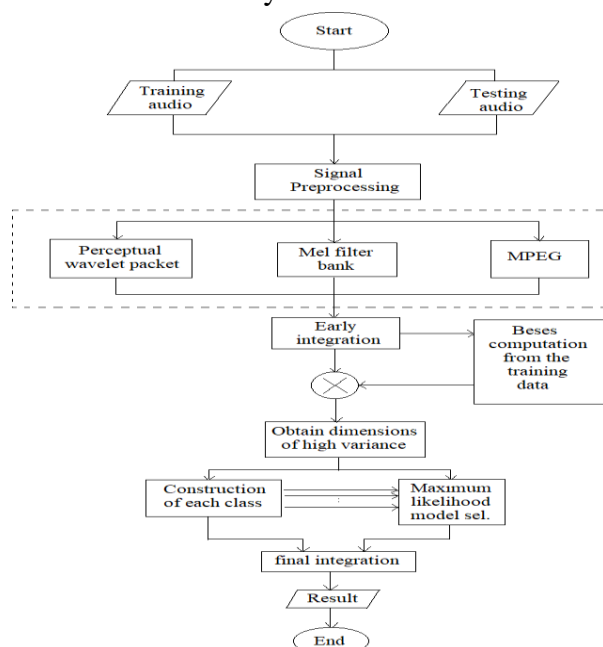 Start
Training
audio
Testing
audio
Signal
Preprocessing
Perceptual
wavelet packet
Mel filter
bank
MPEG
Early
integration
Beses
computation
from the
training
data
Obtain dimensions
of high variance
Construction
of each class
Maximum
likelihood
model sel.
final integration
Result
End